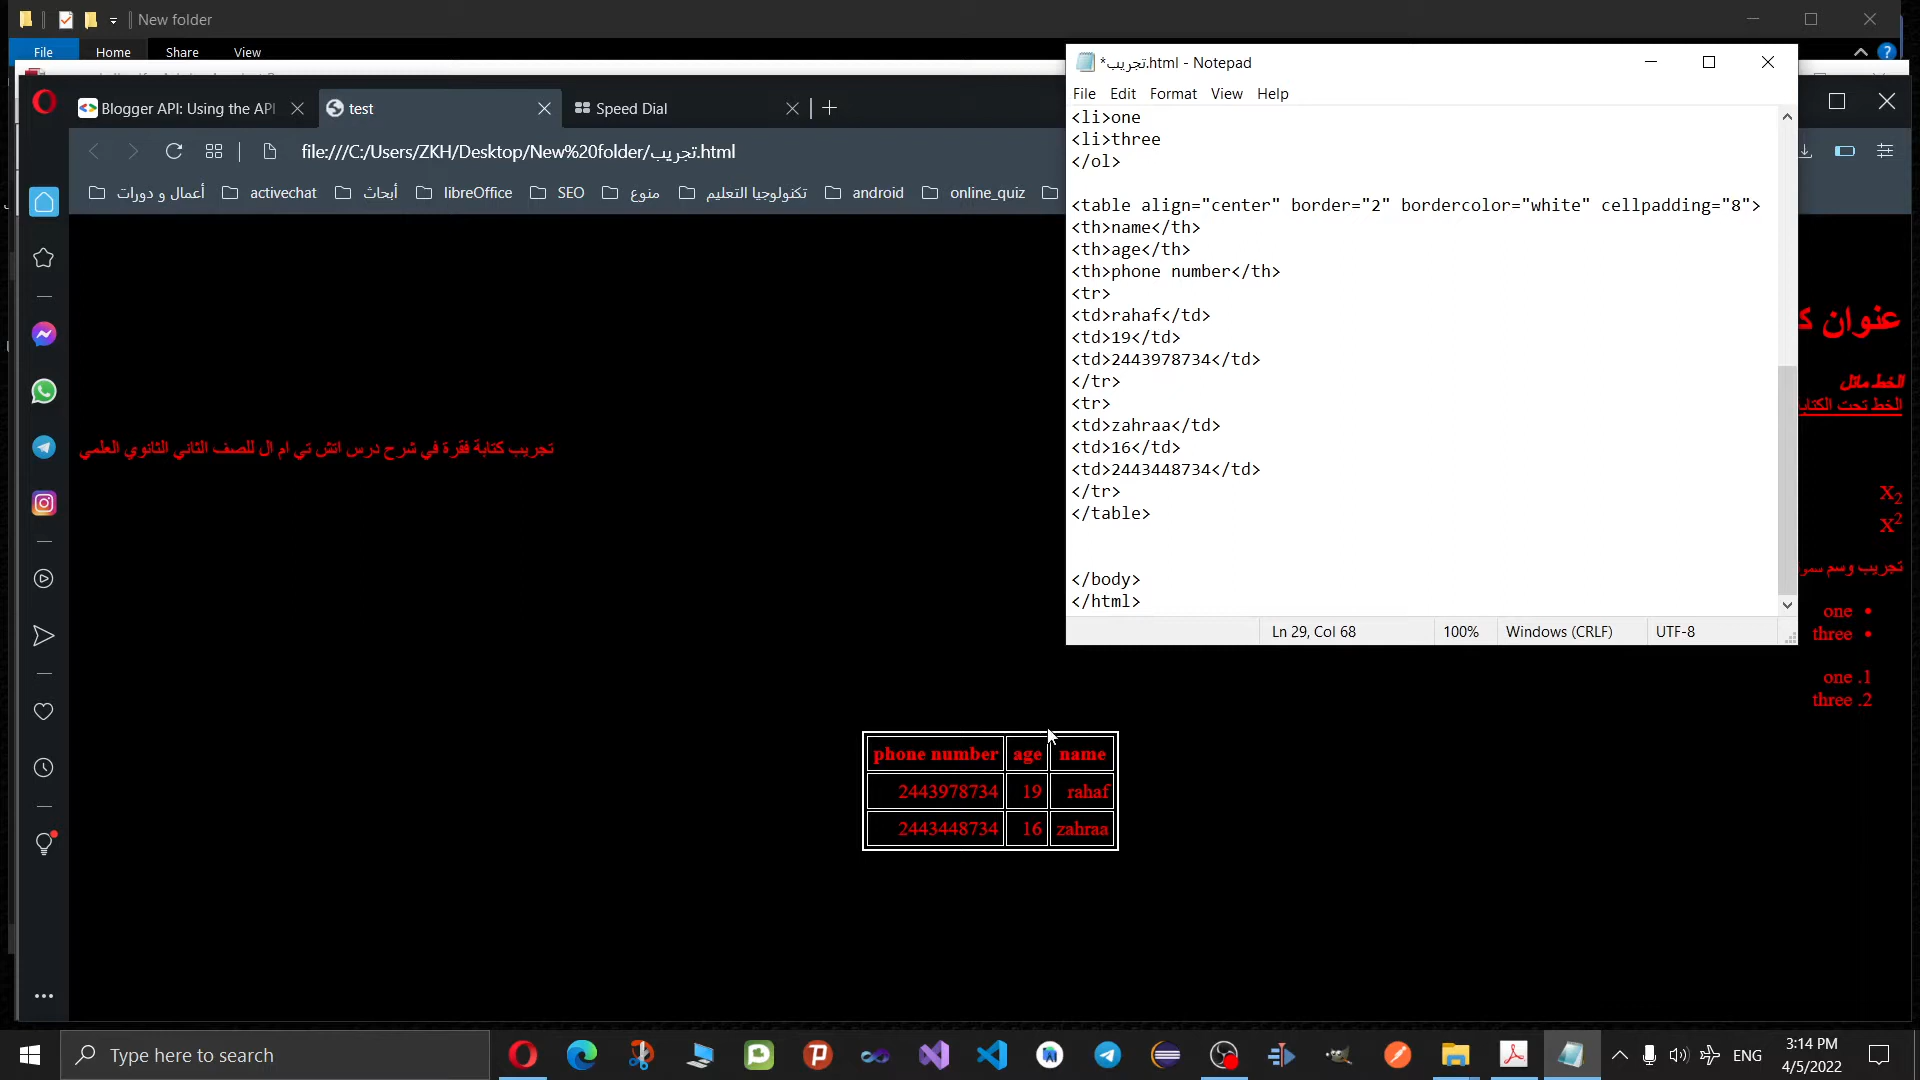 New folder
File Home Share View
*تجريب.html - Notepad
File Edit Format View Help
Blogger API: Using the API
test
Speed Dial
file:///C:/Users/ZKH/Desktop/New%20folder/تجريب.html
أعمال و دورات
activechat
أبحاث
libreOffice
SEO
منوع
تكنولوجيا التعليم
android
online_quiz
<li>one
<li>three
</ol>
<table align="center" border="2" bordercolor="white" cellpadding="8">
<th>name</th>
<th>age</th>
<th>phone number</th>
<tr>
<td>rahaf</td>
<td>19</td>
<td>2443978734</td>
</tr>
<tr>
<td>zahraa</td>
<td>16</td>
<td>2443448734</td>
</tr>
</table>
</body>
</html>
Ln 29, Col 68 100% Windows (CRLF) UTF-8
عنوان
الخط مائل
الخط تحت الكتابة
تجريب كتابة فقرة في شرح درس اتش تي ام ال للصف الثاني الثانوي العلمي
X2
X2
تجريب وسم
• one
• three
1. one
2. three
phone number age name
2443978734 19 rahaf
2443448734 16 zahraa
Type here to search
ENG
3:14 PM
4/5/2022